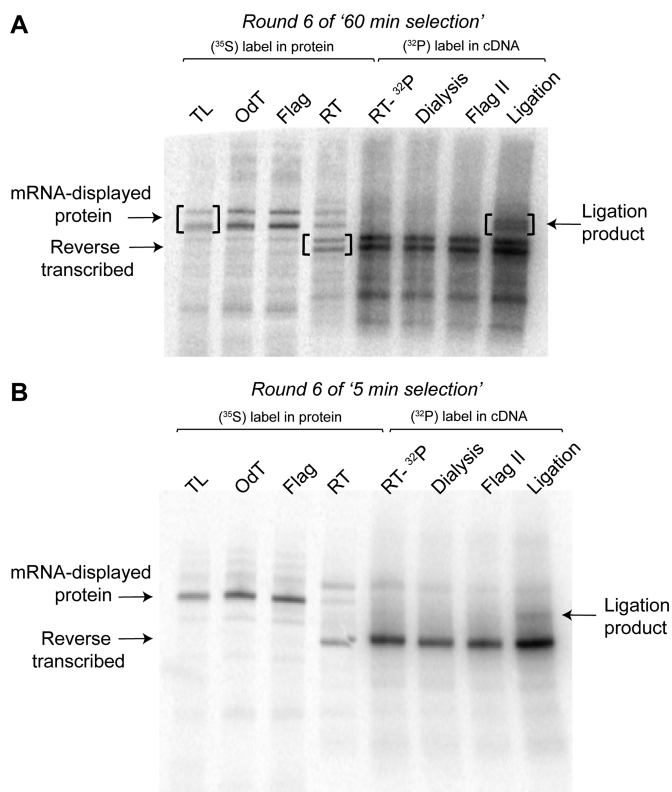 A
Round 6 of ‘60 min selection’
(³⁵S) label in protein
(³²P) label in cDNA
TL
OdT
Flag
RT
RT- ³²P
Dialysis
Flag II
Ligation
mRNA-displayed
protein
Reverse
transcribed
Ligation
product
B
Round 6 of ‘5 min selection’
(³⁵S) label in protein
(³²P) label in cDNA
TL
OdT
Flag
RT
RT- ³²P
Dialysis
Flag II
Ligation
mRNA-displayed
protein
Reverse
transcribed
Ligation
product